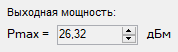 Выходная мощность:
Pmax = 26,32 дБм